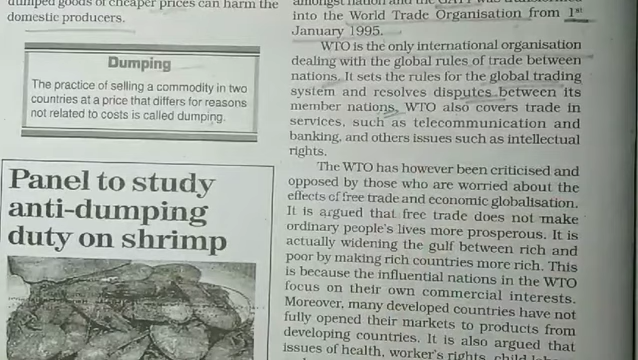 dumped goods of cheaper prices can harm the
domestic producers.
Dumping
The practice of selling a commodity in two
countries at a price that differs for reasons
not related to costs is called dumping.
Panel to study
anti-dumping
duty on shrimp
amongst nation and the GATT was
into the World Trade Organisation from 1st
January 1995.
WTO is the only international organisation
dealing with the global rules of trade between
nations. It sets the rules for the global trading
system and resolves disputes between its
member nations. WTO also covers trade in
services, such as telecommunication and
banking, and others issues such as intellectual
rights.
The WTO has however been criticised and
opposed by those who are worried about the
effects of free trade and economic globalisation.
It is argued that free trade does not make
ordinary people's lives more prosperous. It is
actually widening the gulf between rich and
poor by making rich countries more rich. This
is because the influential nations in the WTO
focus on their own commercial interests.
Moreover, many developed countries have not
fully opened their markets to products from
developing countries. It is also argued that
issues of health, worker's rights, child